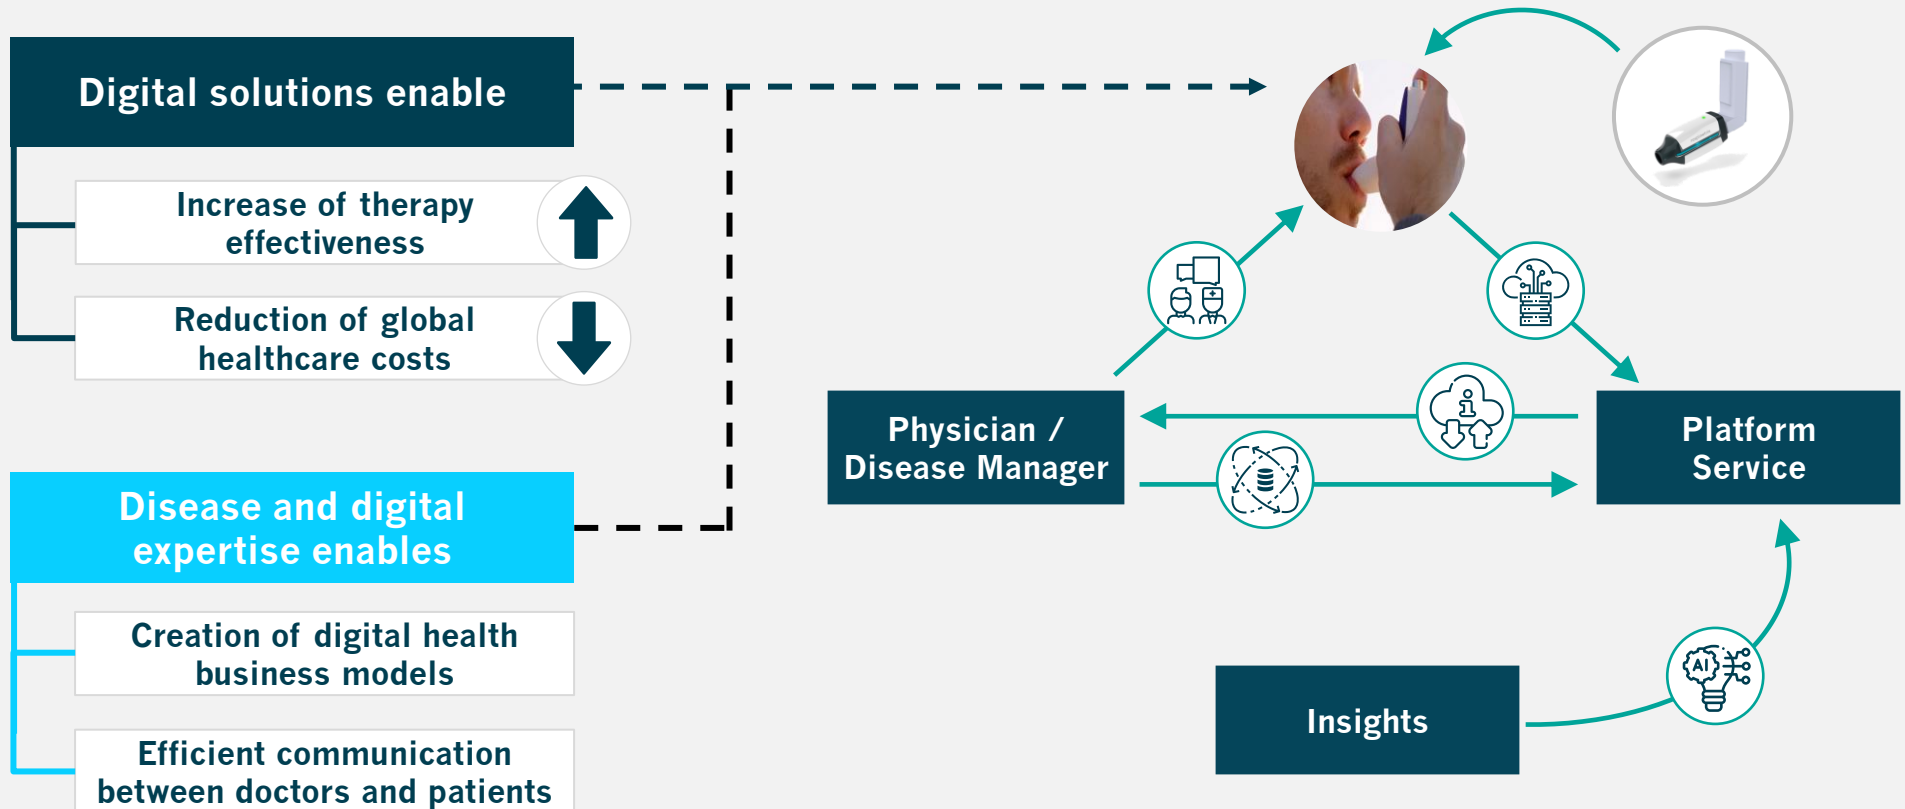 Digital solutions enable
Increase of therapy
effectiveness
Reduction of global
healthcare costs
Disease and digital
expertise enables
Creation of digital health
business models
Efficient communication
between doctors and patients
Physician /
Disease Manager
i
Platform
Service
AI
Insights